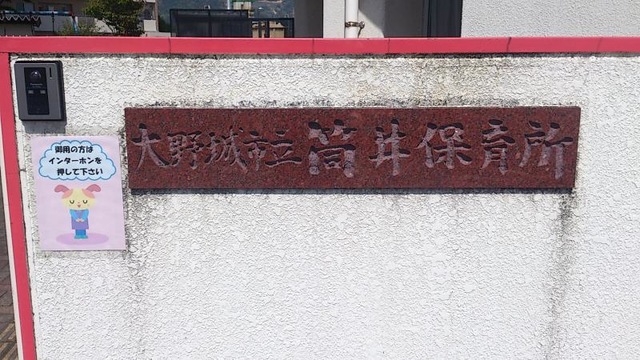 大野城市立筒井保育所
御用の方は
インターホンを
押して下さい